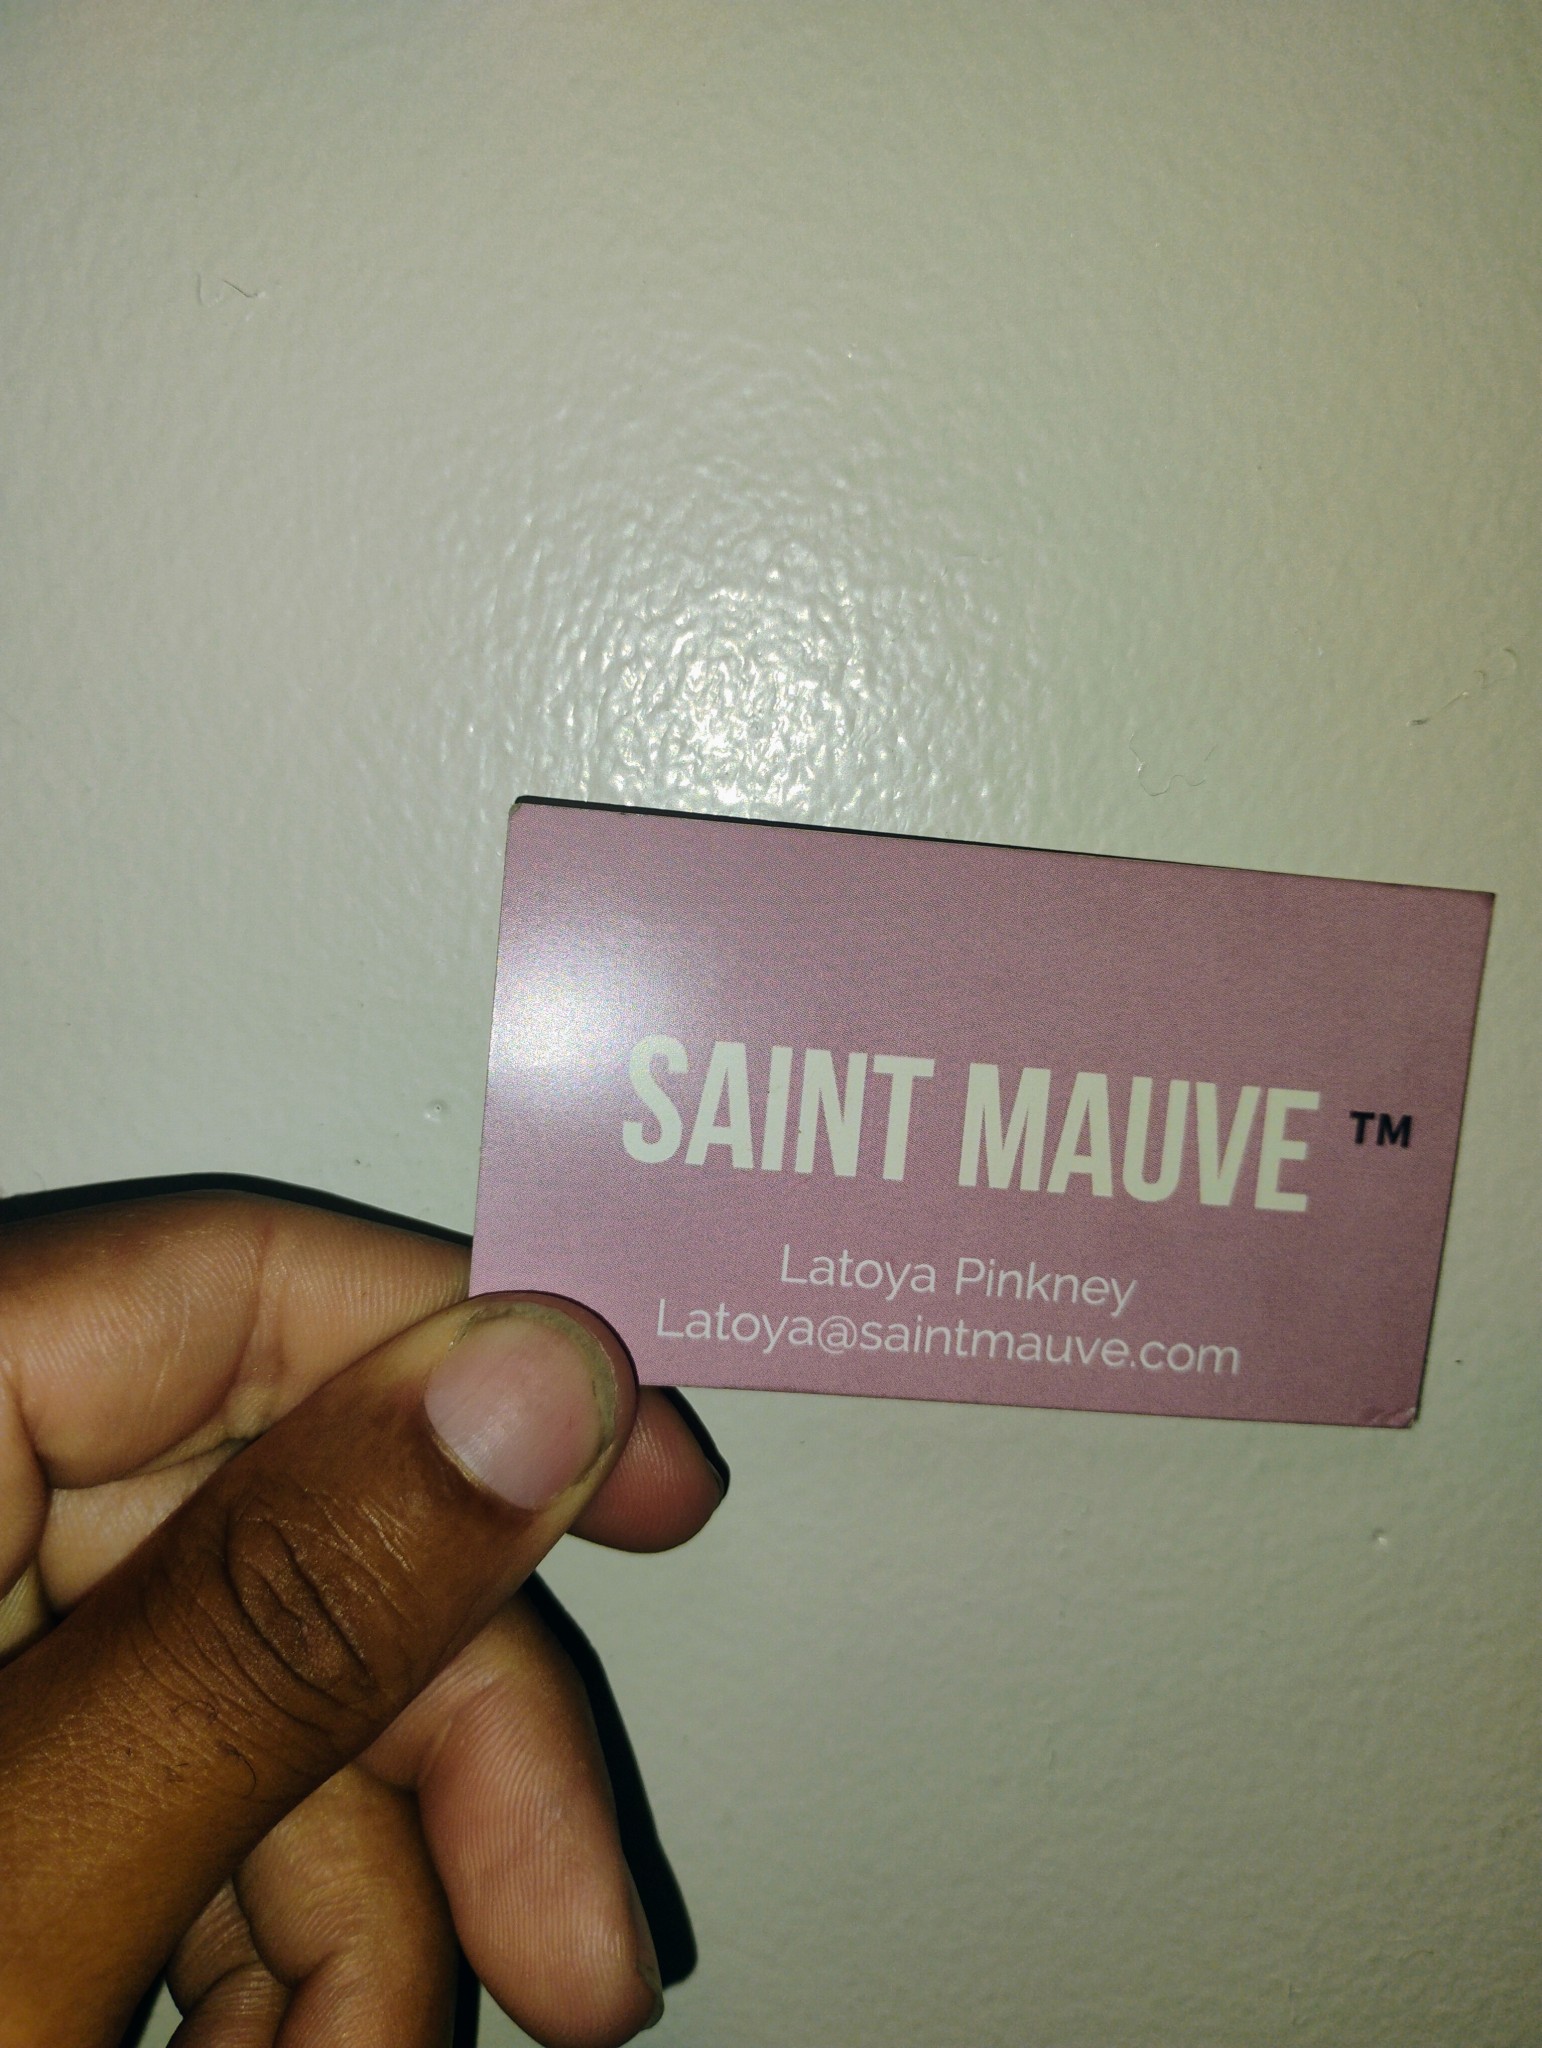 SAINT MAUVE ™
Latoya Pinkney
Latoya@saintmauve.com